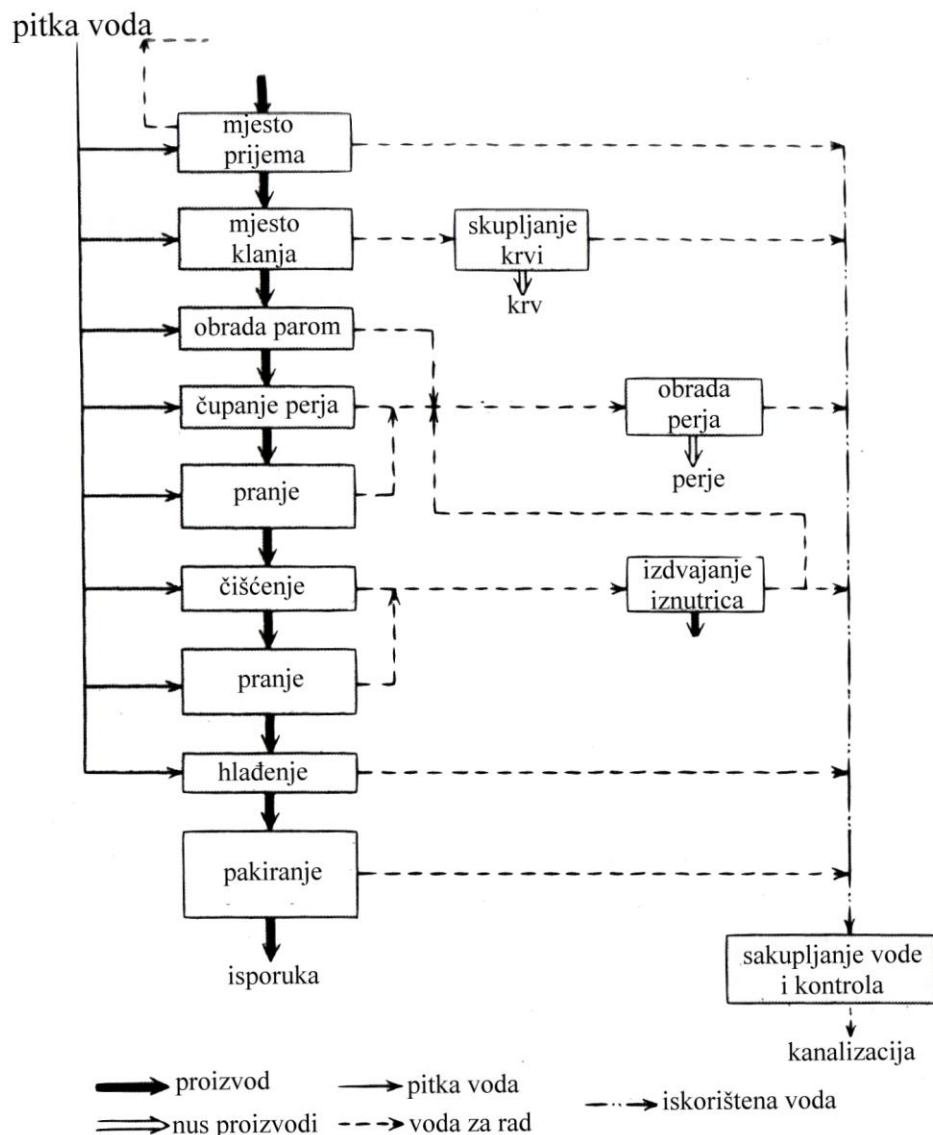 pitka voda
mjesto
prijema
mjesto
klanja
skupljanje
krvi
krv
obrada parom
čupanje perja
obrada
perja
perje
pranje
čišćenje
izdvajanje
iznutrica
pranje
hlađenje
pakiranje
isporuka
sakupljanje vode
i kontrola
kanalizacija
proizvod
pitka voda
iskorištena voda
nus proizvodi
voda za rad